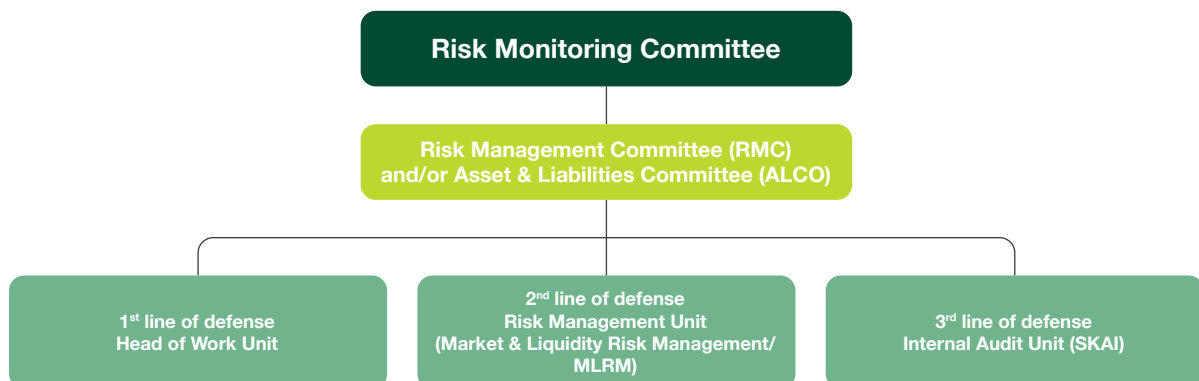 Risk Monitoring Committee
Risk Management Committee (RMC)
and/or Asset & Liabilities Committee (ALCO)
1st line of defense
Head of Work Unit
2nd line of defense
Risk Management Unit
(Market & Liquidity Risk Management/
MLRM)
3rd line of defense
Internal Audit Unit (SKAI)